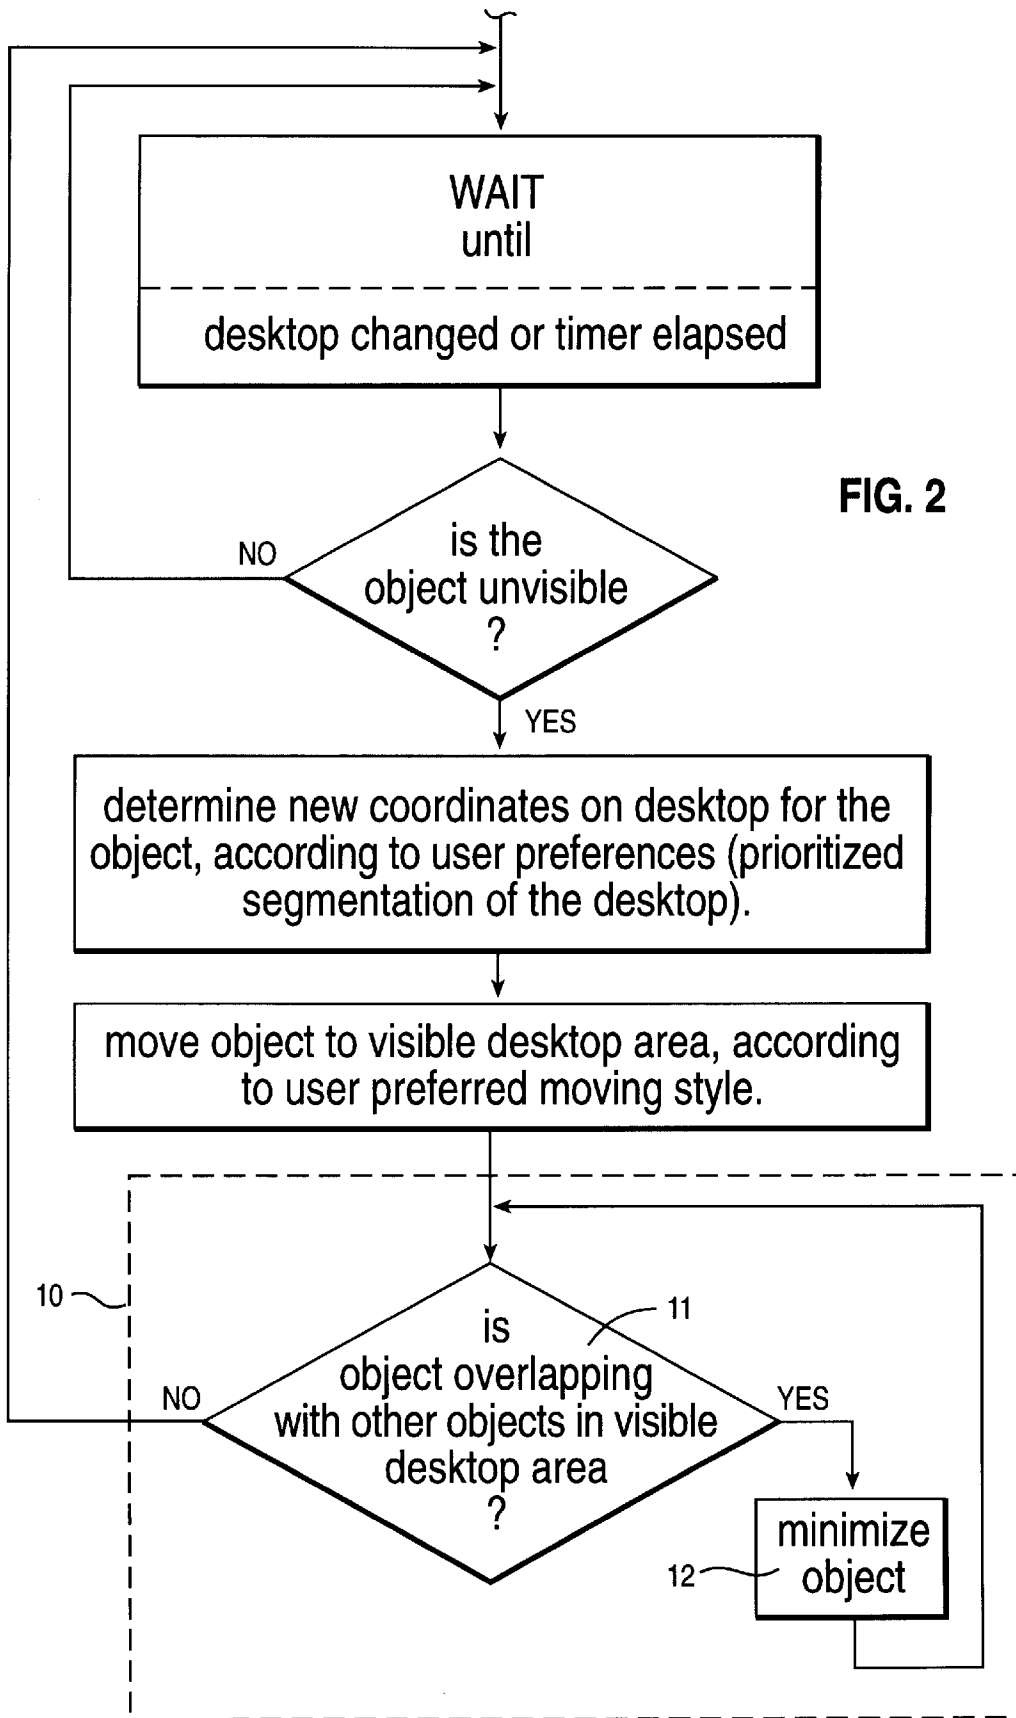 WAIT
until
desktop changed or timer elapsed
FIG. 2
is the
object unvisible
?
NO
YES
determine new coordinates on desktop for the
object, according to user preferences (prioritized
segmentation of the desktop).
move object to visible desktop area, according
to user preferred moving style.
10
11
is
object overlapping
with other objects in visible
desktop area
?
NO
YES
minimize
object
12